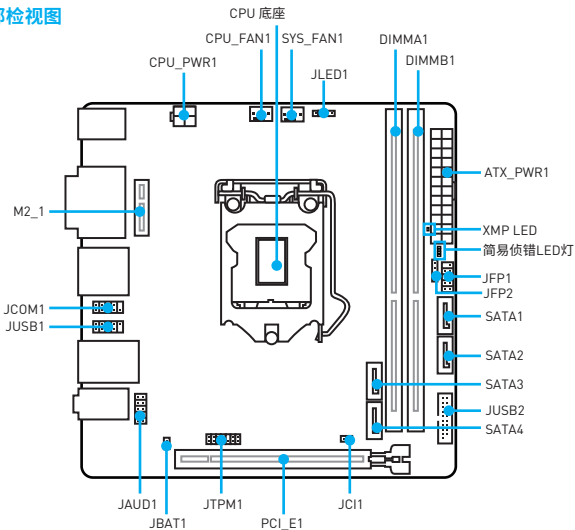 部检视图
CPU 底座
CPU_FAN1
SYS_FAN1
DIMMA1
CPU_PWR1
JLED1
DIMMB1
ATX_PWR1
M2_1
XMP LED
简易侦错LED灯
JFP1
JFP2
JCOM1
SATA1
JUSB1
SATA2
SATA3
JUSB2
SATA4
JAUD1
JTPM1
JCI1
JBAT1
PCI_E1